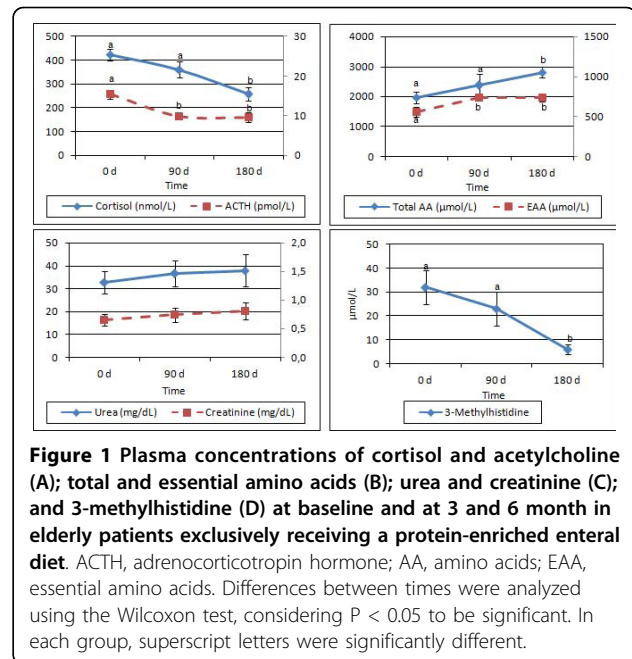 500 30
a
400 a
20
300 a b
200 b b 10
100
0 0
0 d 90 d 180 d
Time
Cortisol (nmol/L) ACTH (pmol/L)
4000 1500
a b
3000
1000
2000
b b 500
1000 a
0 0
0 d 90 d 180 d
Time
Total AA (µmol/L) EAA (µmol/L)
50 2,0
40 1,5
30
1,0
20
10 0,5
0 0,0
0 d 90 d 180 d
Time
Urea (mg/dL) Creatinine (mg/dL)
50
40 a
30 a
µmol/L
20
10 b
0
0 d 90 d 180 d
Time
3-Methylhistidine
Figure 1 Plasma concentrations of cortisol and acetylcholine
(A); total and essential amino acids (B); urea and creatinine (C);
and 3-methylhistidine (D) at baseline and at 3 and 6 month in
elderly patients exclusively receiving a protein-enriched enteral
diet. ACTH, adrenocorticotropin hormone; AA, amino acids; EAA,
essential amino acids. Differences between times were analyzed
using the Wilcoxon test, considering P < 0.05 to be significant. In
each group, superscript letters were significantly different.